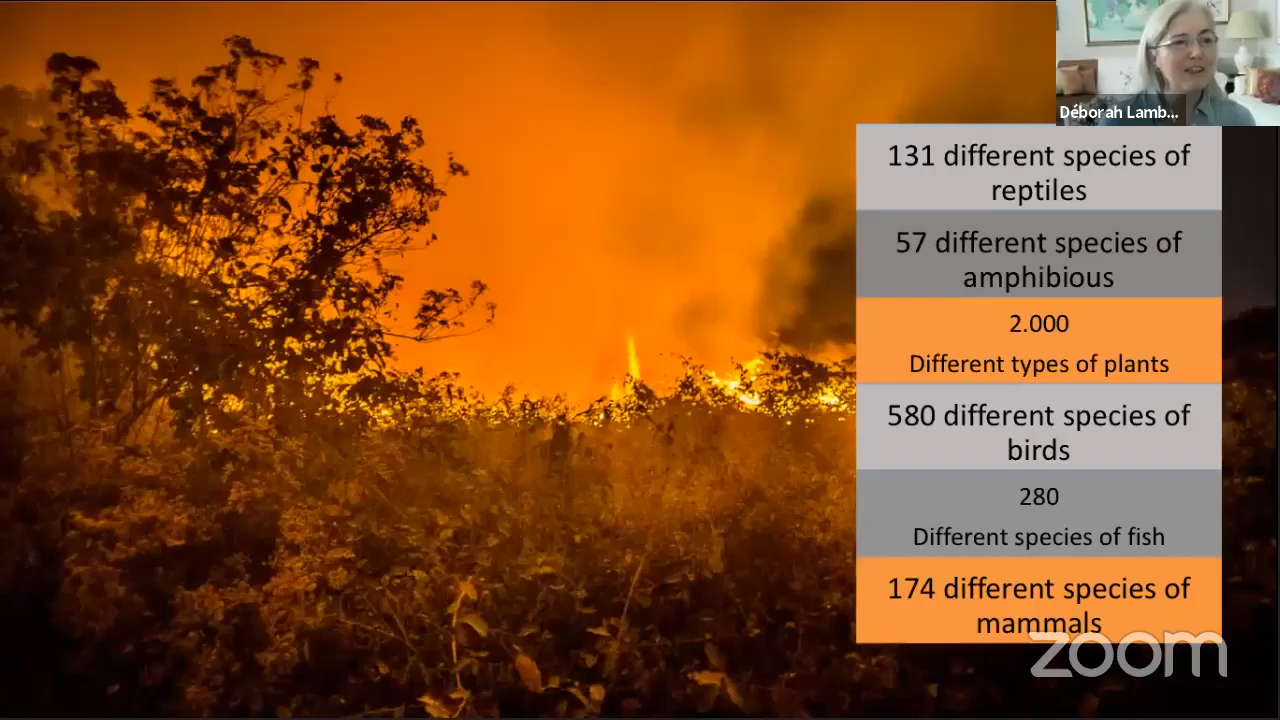 Déborah Lamb...
131 different species of
reptiles
57 different species of
amphibious
2.000
Different types of plants
580 different species of
birds
280
Different species of fish
174 different species of
mammals
zoom